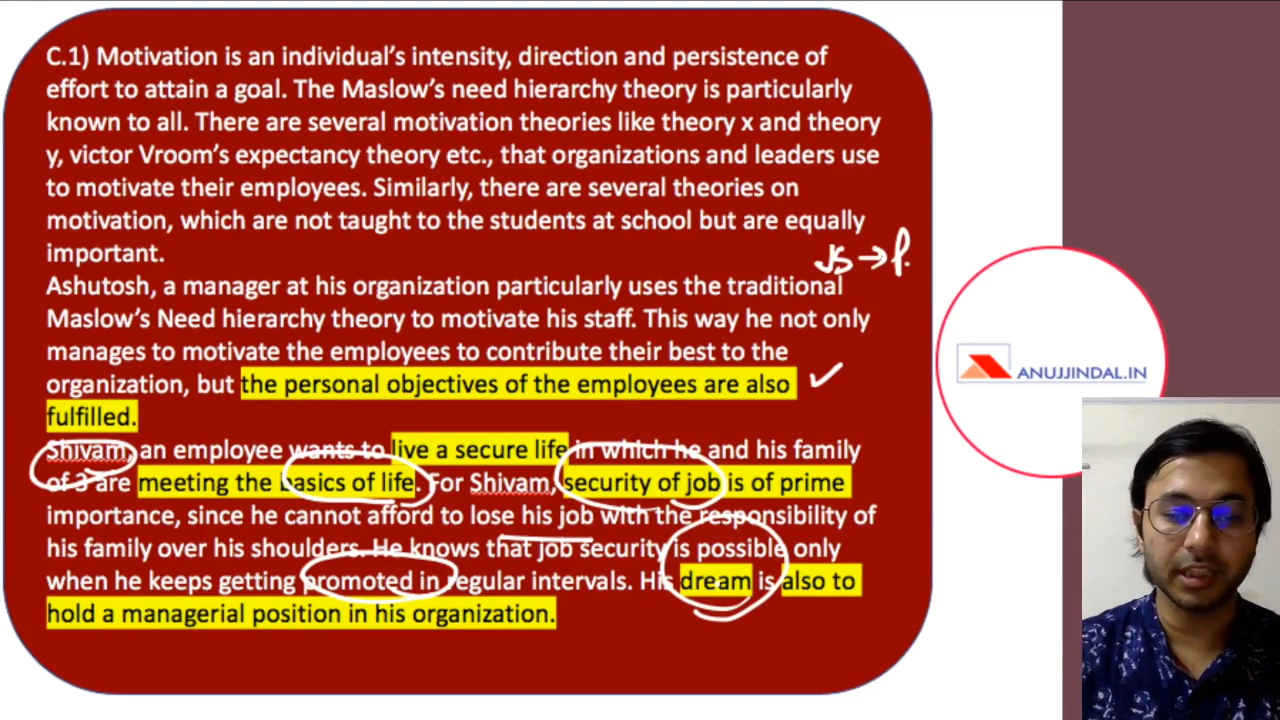 C.1) Motivation is an individual's intensity, direction and persistence of
effort to attain a goal. The Maslow's need hierarchy theory is particularly
known to all. There are several motivation theories like theory x and theory
y, victor Vroom's expectancy theory etc., that organizations and leaders use
to motivate their employees. Similarly, there are several theories on
motivation, which are not taught to the students at school but are equally
important.
JS → P.
Ashutosh, a manager at his organization particularly uses the traditional
Maslow's Need hierarchy theory to motivate his staff. This way he not only
manages to motivate the employees to contribute their best to the
organization, but the personal objectives of the employees are also
fulfilled.
Shivam, an employee wants to live a secure life in which he and his family
of 3 are meeting the basics of life. For Shivam, security of job is of prime
importance, since he cannot afford to lose his job with the responsibility of
his family over his shoulders. He knows that job security is possible only
when he keeps getting promoted in regular intervals. His dream is also to
hold a managerial position in his organization.
ANUJJINDAL.IN